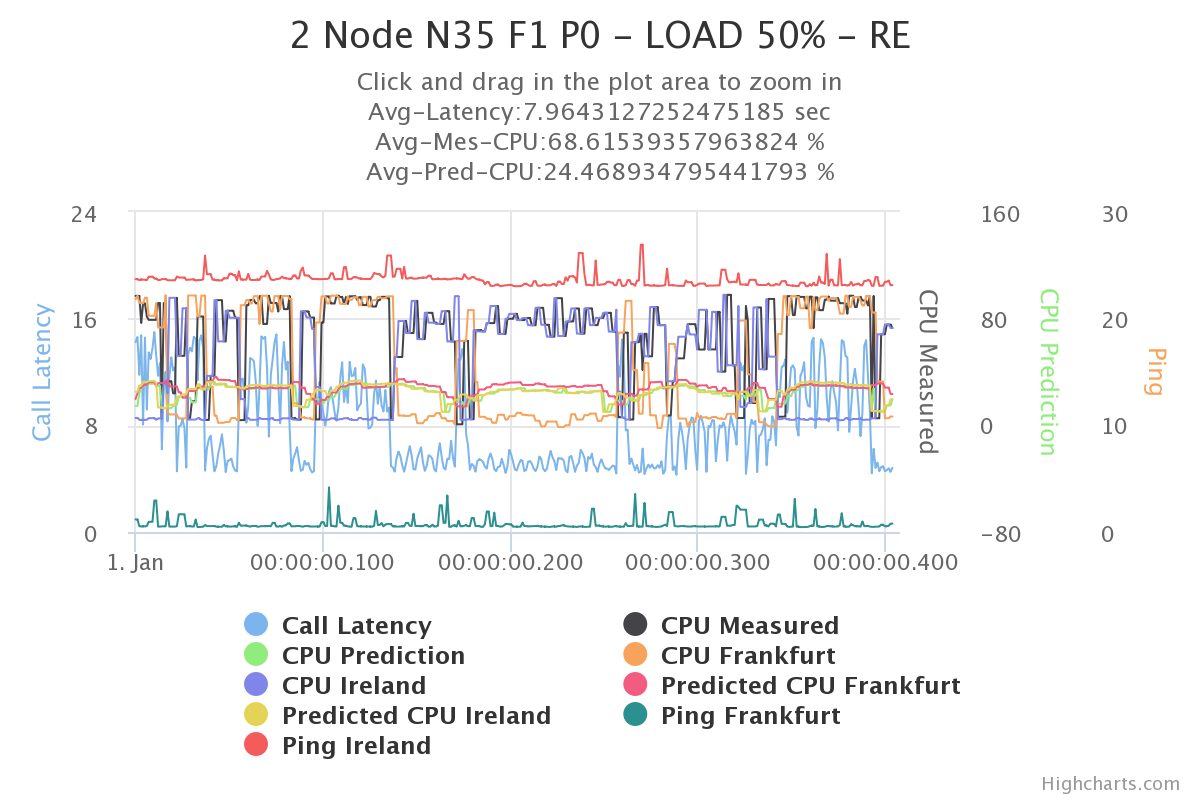 2 Node N35 F1 P0 - LOAD 50% - RE
Click and drag in the plot area to zoom in
Avg-Latency:7.9643127252475185 sec
Avg-Mes-CPU:68.61539357963824 %
Avg-Pred-CPU:24.468934795441793 %
24
16
8
0
Call Latency
160
80
0
-80
CPU Measured
CPU Prediction
30
20
10
0
Ping
1. Jan
00:00:00.100
00:00:00.200
00:00:00.300
00:00:00.400
Call Latency
CPU Measured
CPU Prediction
CPU Frankfurt
CPU Ireland
Predicted CPU Frankfurt
Predicted CPU Ireland
Ping Frankfurt
Ping Ireland
Highcharts.com